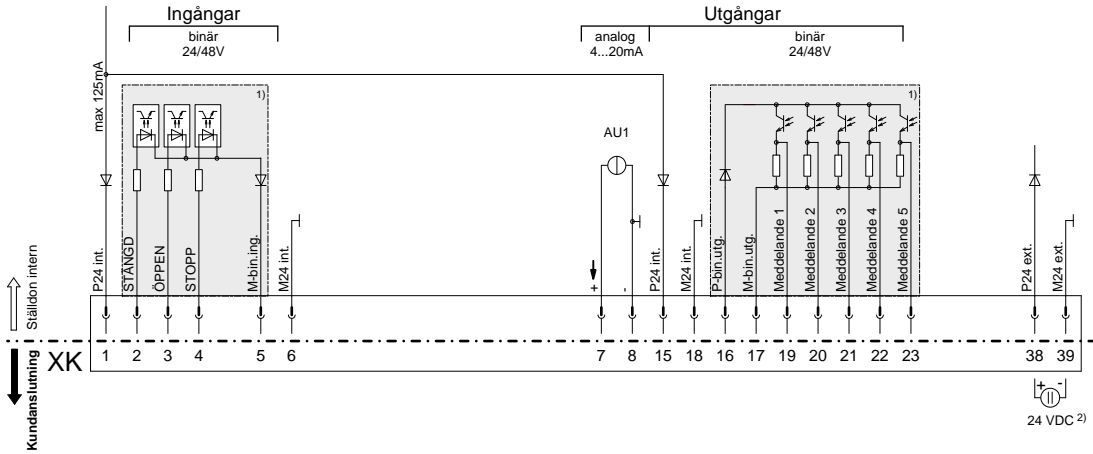 Ingångar
binär
24/48V
Utgångar
analog
4...20mA
binär
24/48V
max 125mA
1)
1)
AU1
+
-
P24 int.
STÄNGD
ÖPPEN
STOPP
M-bin.ing.
M24 int.
P24 int.
M24 int.
P-bin.utg.
M-bin.utg.
Meddelande 1
Meddelande 2
Meddelande 3
Meddelande 4
Meddelande 5
P24 ext.
M24 ext.
Ställdon intern
Kundanslutning
XK
1 2 3 4 5 6 7 8 15 18 16 17 19 20 21 22 23 38 39
+ -
24 VDC 2)